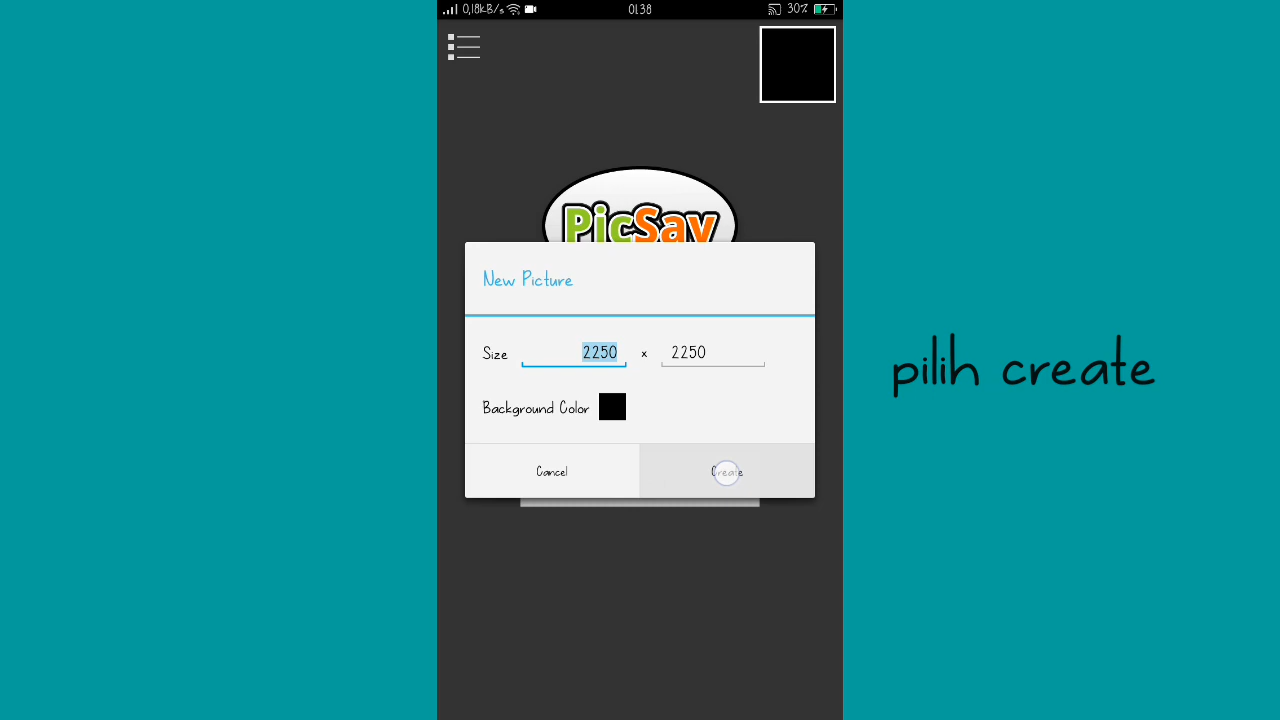 0,18kB/s 01.38 30%
PicSay
New Picture
Size 2250 x 2250
Background Color
Cancel Create
pilih create